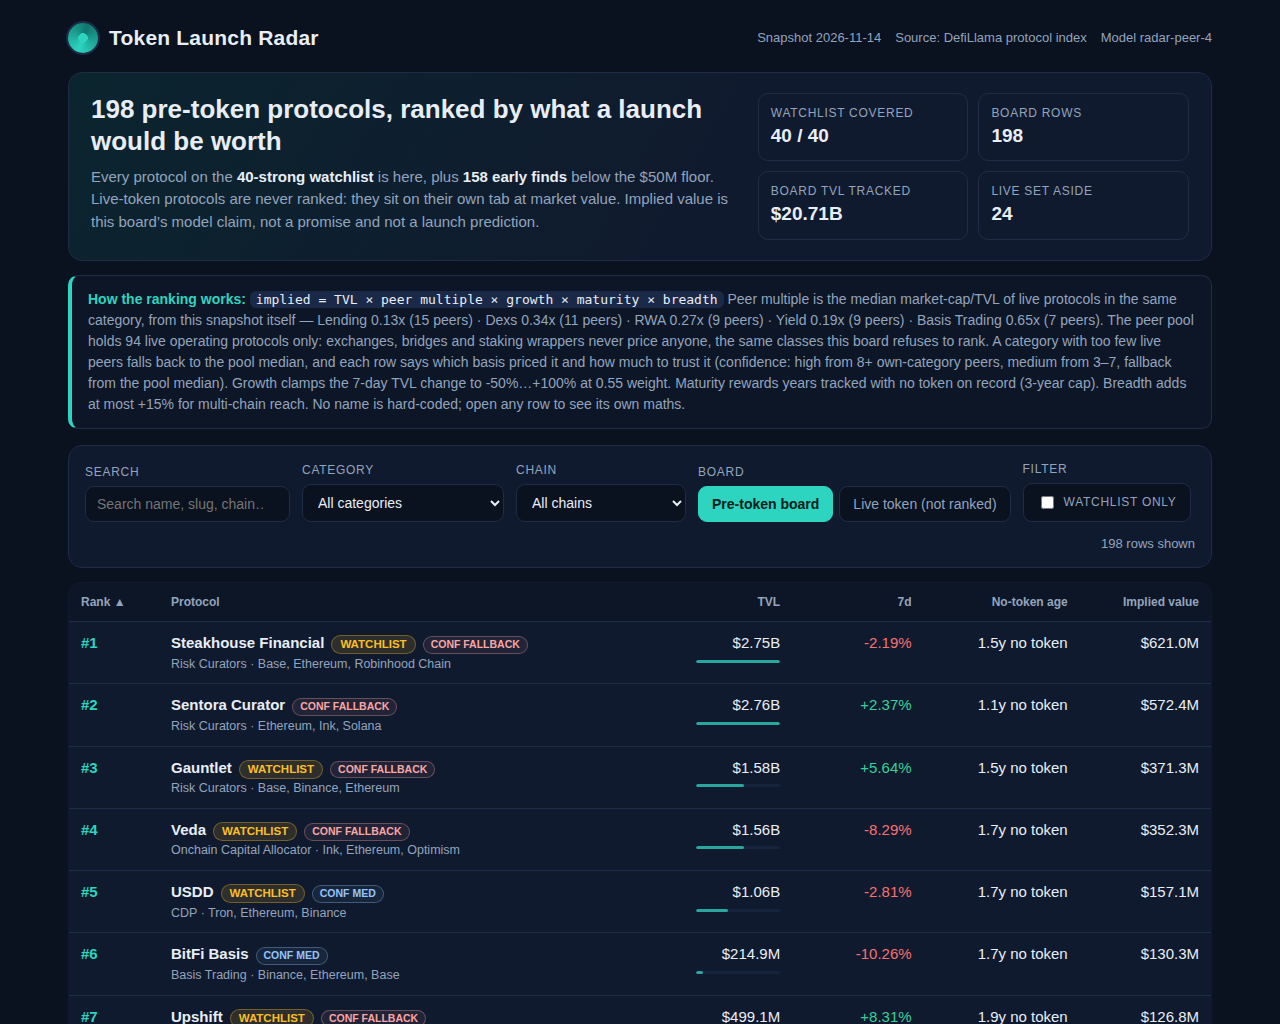 Token Launch Radar
Snapshot 2026-11-14 Source: DefiLlama protocol index Model radar-peer-4
198 pre-token protocols, ranked by what a launch
would be worth
Every protocol on the 40-strong watchlist is here, plus 158 early finds below the $50M floor.
Live-token protocols are never ranked: they sit on their own tab at market value. Implied value is
this board's model claim, not a promise and not a launch prediction.
WATCHLIST COVERED
40 / 40
BOARD ROWS
198
BOARD TVL TRACKED
$20.71B
LIVE SET ASIDE
24
How the ranking works: implied = TVL × peer multiple × growth × maturity × breadth Peer multiple is the median market-cap/TVL of live protocols in the same
category, from this snapshot itself — Lending 0.13x (15 peers) · Dexs 0.34x (11 peers) · RWA 0.27x (9 peers) · Yield 0.19x (9 peers) · Basis Trading 0.65x (7 peers). The peer pool
holds 94 live operating protocols only: exchanges, bridges and staking wrappers never price anyone, the same classes this board refuses to rank. A category with too few live
peers falls back to the pool median, and each row says which basis priced it and how much to trust it (confidence: high from 8+ own-category peers, medium from 3–7, fallback
from the pool median). Growth clamps the 7-day TVL change to -50%…+100% at 0.55 weight. Maturity rewards years tracked with no token on record (3-year cap). Breadth adds
at most +15% for multi-chain reach. No name is hard-coded; open any row to see its own maths.
SEARCH
Search name, slug, chain..
CATEGORY
All categories
CHAIN
All chains
BOARD
Pre-token board
Live token (not ranked)
FILTER
WATCHLIST ONLY
198 rows shown
Rank ▲ Protocol TVL 7d No-token age Implied value
#1 Steakhouse Financial WATCHLIST CONF FALLBACK $2.75B -2.19% 1.5y no token $621.0M
Risk Curators · Base, Ethereum, Robinhood Chain
#2 Sentora Curator CONF FALLBACK $2.76B +2.37% 1.1y no token $572.4M
Risk Curators · Ethereum, Ink, Solana
#3 Gauntlet WATCHLIST CONF FALLBACK $1.58B +5.64% 1.5y no token $371.3M
Risk Curators · Base, Binance, Ethereum
#4 Veda WATCHLIST CONF FALLBACK $1.56B -8.29% 1.7y no token $352.3M
Onchain Capital Allocator · Ink, Ethereum, Optimism
#5 USDD WATCHLIST CONF MED $1.06B -2.81% 1.7y no token $157.1M
CDP · Tron, Ethereum, Binance
#6 BitFi Basis CONF MED $214.9M -10.26% 1.7y no token $130.3M
Basis Trading · Binance, Ethereum, Base
#7 Upshift WATCHLIST CONF FALLBACK $499.1M +8.31% 1.9y no token $126.8M